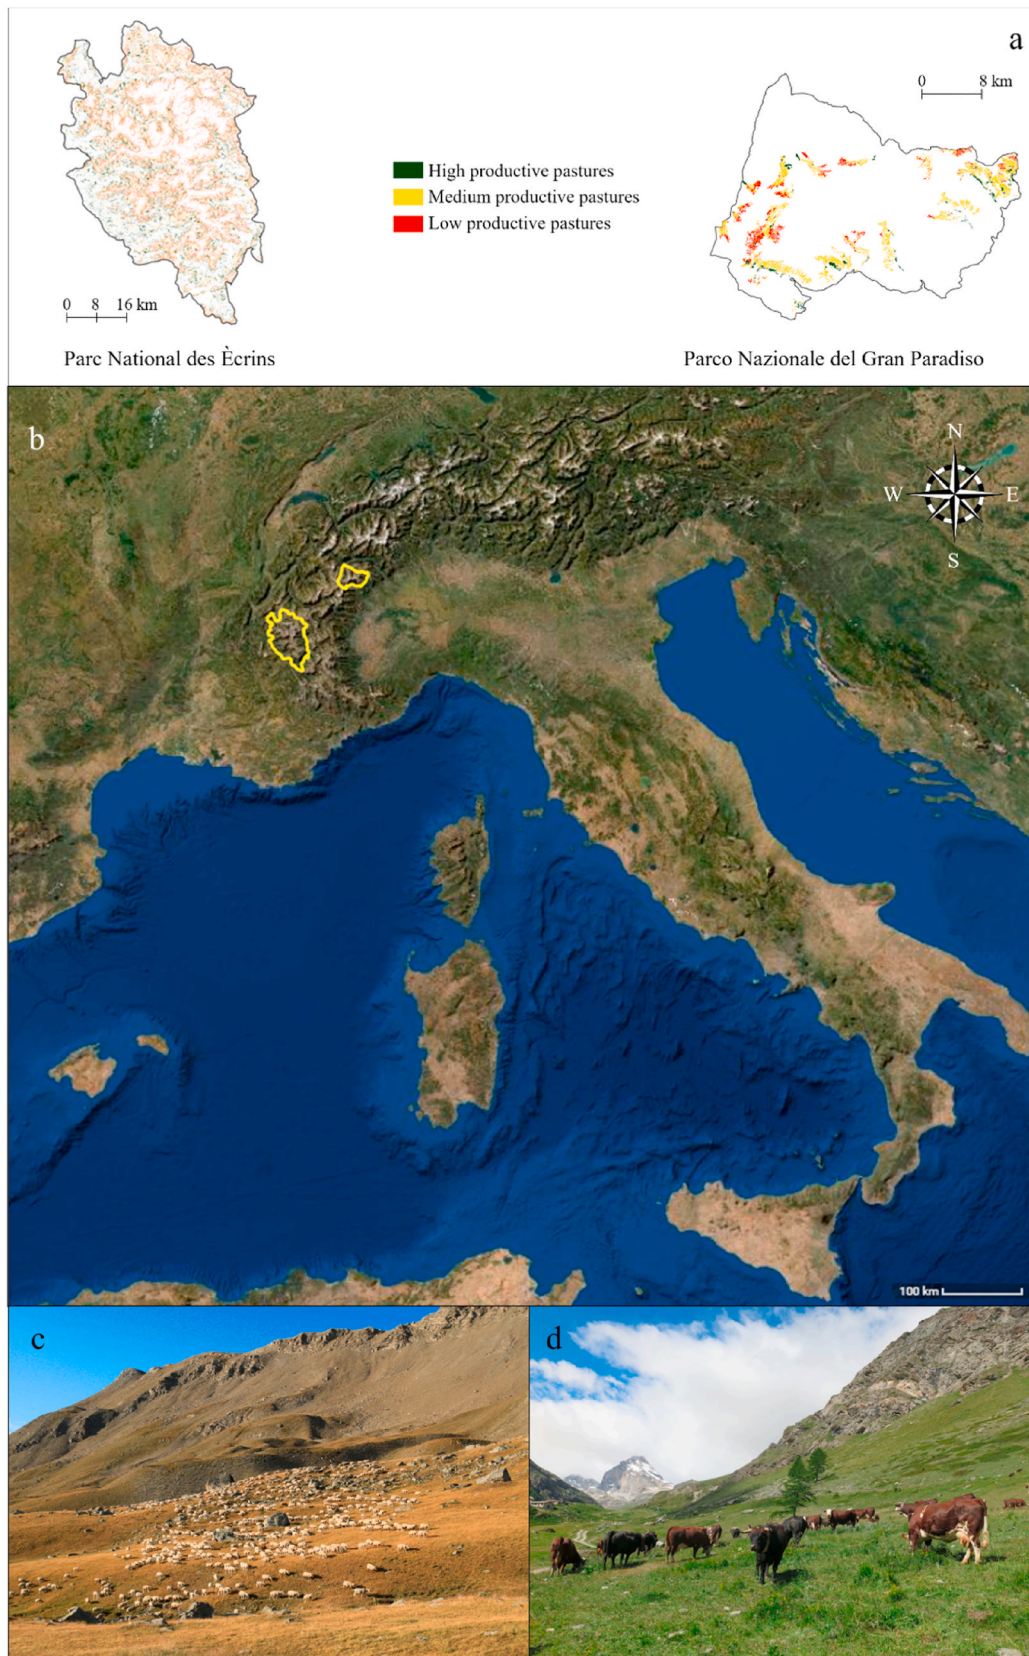 a
0 8 km
High productive pastures
Medium productive pastures
Low productive pastures
0 8 16 km
Parc National des Ècrins
Parco Nazionale del Gran Paradiso
b
N
W E
S
100 km
c
d